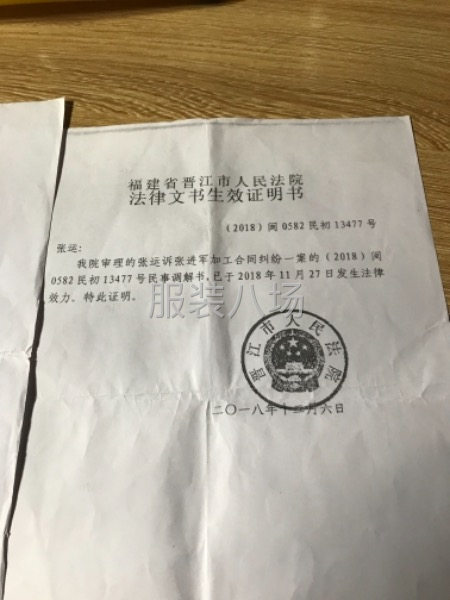 福建省晋江市人民法院
法律文书生效证明书
(2018)闽0582民初13477号
张运:
我院审理的张运诉张进军加工合同纠纷一案的(2018)闽
0582民初13477号民事调解书,已于2018年11月27日发生法律
效力。特此证明。
服装八场
晋江市人民法院
二〇一八年十二月六日